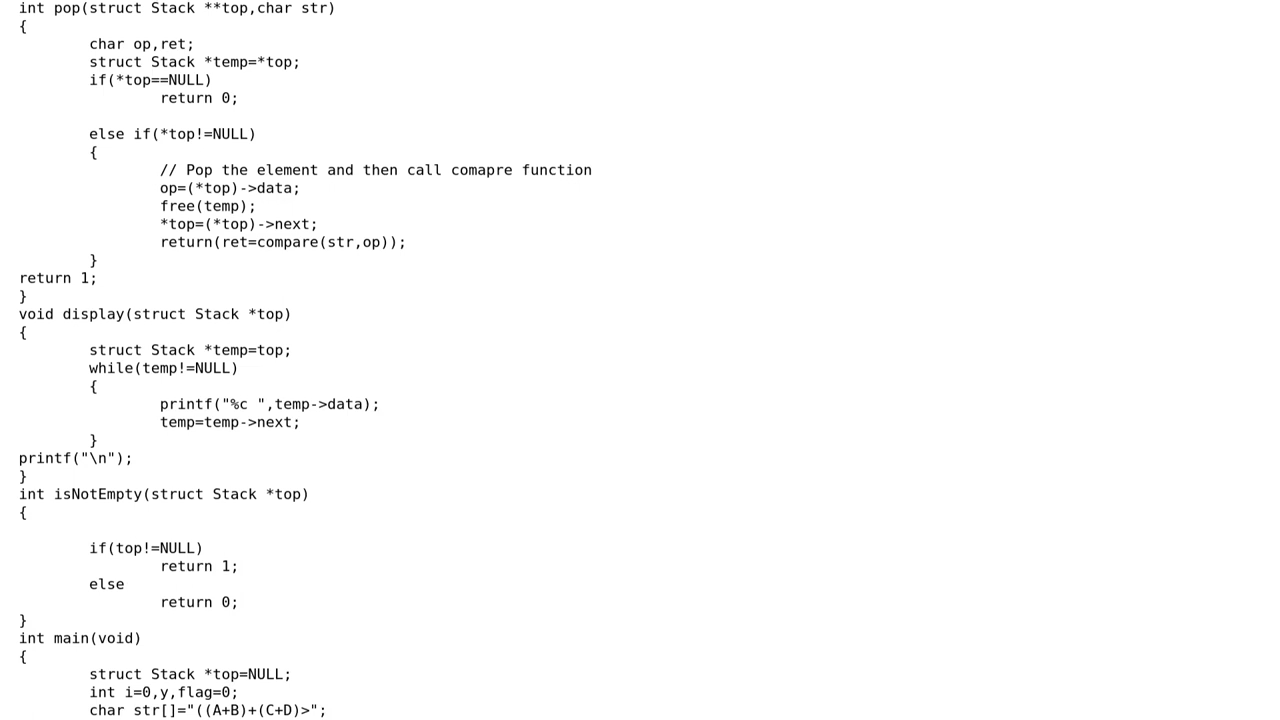 int pop(struct Stack **top,char str)
{
char op,ret;
struct Stack *temp=*top;
if(*top==NULL)
return 0;
else if(*top!=NULL)
{
// Pop the element and then call comapre function
op=(*top)->data;
free(temp);
*top=(*top)->next;
return(ret=compare(str,op));
}
return 1;
}
void display(struct Stack *top)
{
struct Stack *temp=top;
while(temp!=NULL)
{
printf("%c ",temp->data);
temp=temp->next;
}
printf("\n");
}
int isNotEmpty(struct Stack *top)
{
if(top!=NULL)
return 1;
else
return 0;
}
int main(void)
{
struct Stack *top=NULL;
int i=0,y,flag=0;
char str[]="((A+B)+(C+D)>";